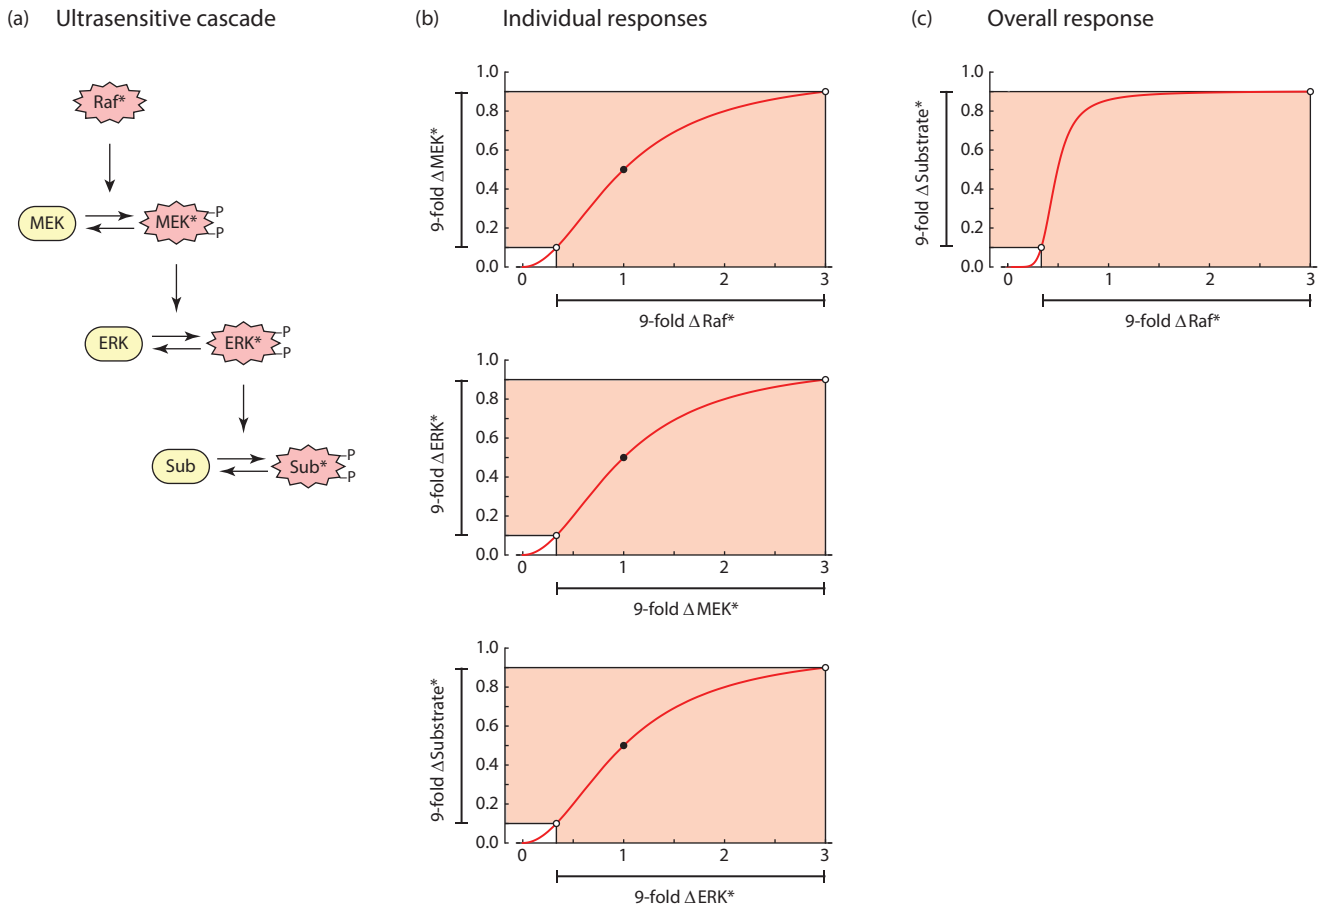 (a) Ultrasensitive cascade
Raf*
MEK
MEK*
P
P
ERK
ERK*
P
P
Sub
Sub*
P
P
(b) Individual responses
9-fold ΔMEK*
1.0
0.8
0.6
0.4
0.2
0.0
0 1 2 3
9-fold ΔRaf*
9-fold ΔERK*
1.0
0.8
0.6
0.4
0.2
0.0
0 1 2 3
9-fold ΔMEK*
9-fold ΔSubstrate*
1.0
0.8
0.6
0.4
0.2
0.0
0 1 2 3
9-fold ΔERK*
(c) Overall response
9-fold ΔSubstrate*
1.0
0.8
0.6
0.4
0.2
0.0
0 1 2 3
9-fold ΔRaf*